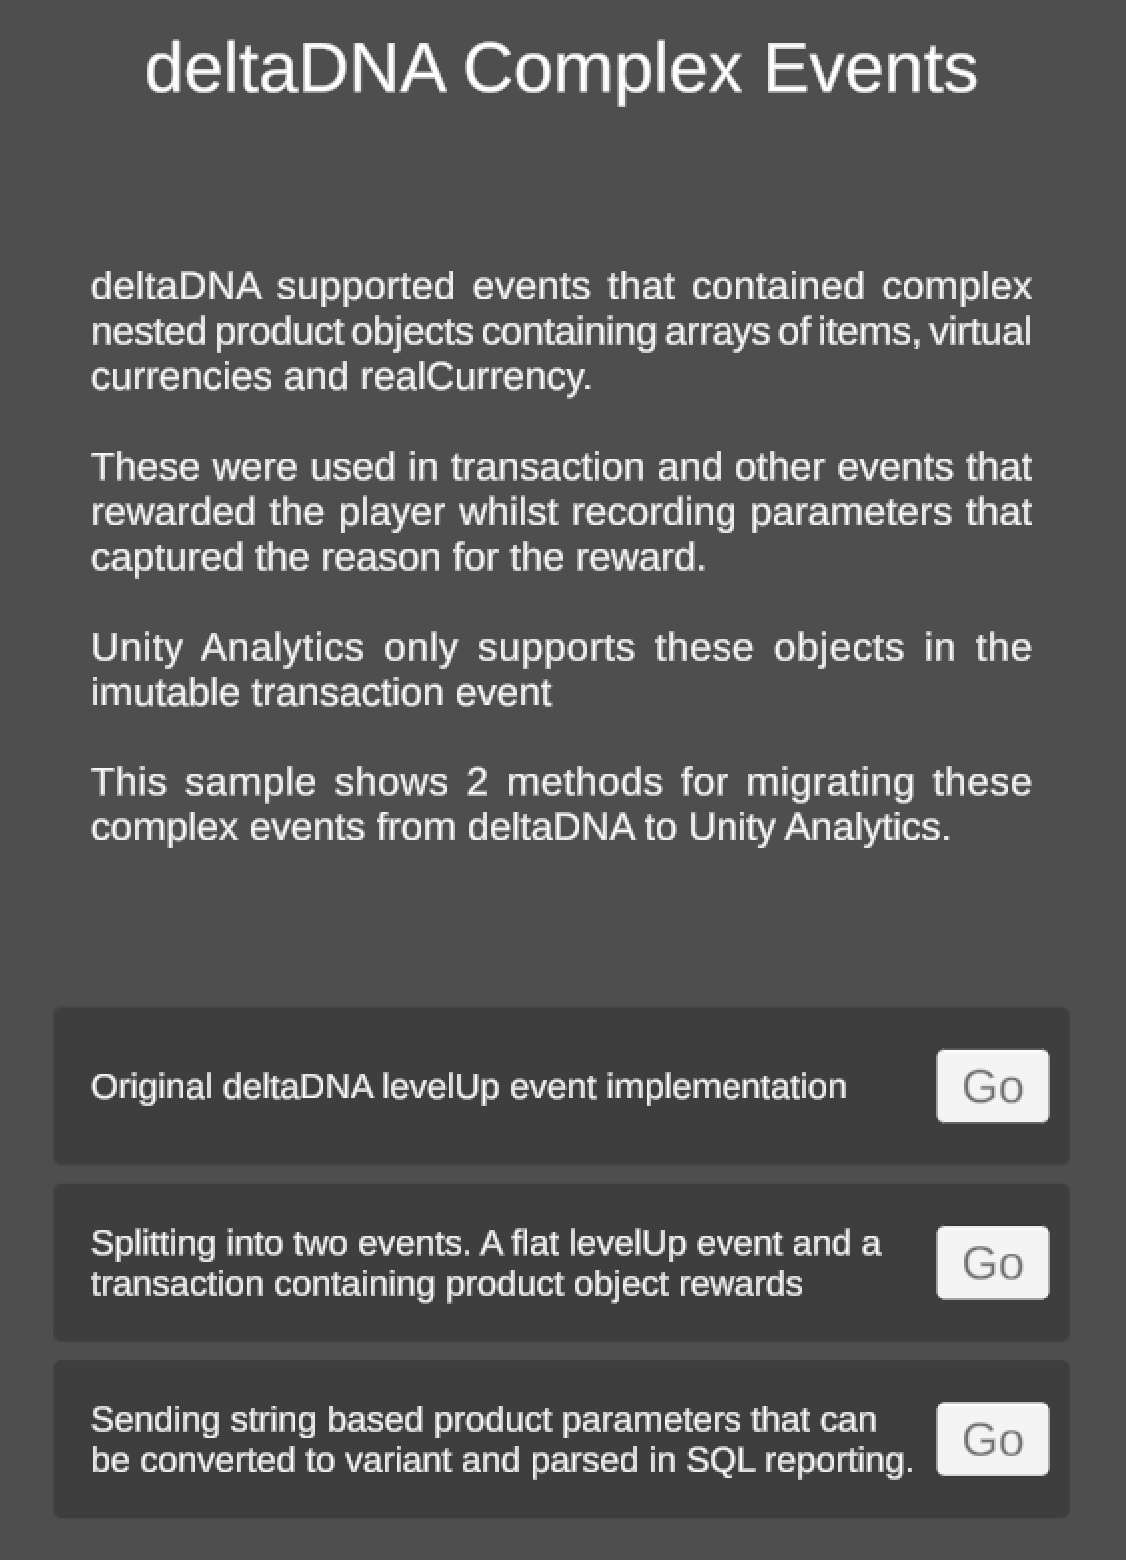 deltaDNA Complex Events
deltaDNA supported events that contained complex
nested product objects containing arrays of items, virtual
currencies and realCurrency.
These were used in transaction and other events that
rewarded the player whilst recording parameters that
captured the reason for the reward.
Unity Analytics only supports these objects in the
imutable transaction event
This sample shows 2 methods for migrating these
complex events from deltaDNA to Unity Analytics.
Original deltaDNA levelUp event implementation
Go
Splitting into two events. A flat levelUp event and a
transaction containing product object rewards
Go
Sending string based product parameters that can
be converted to variant and parsed in SQL reporting.
Go